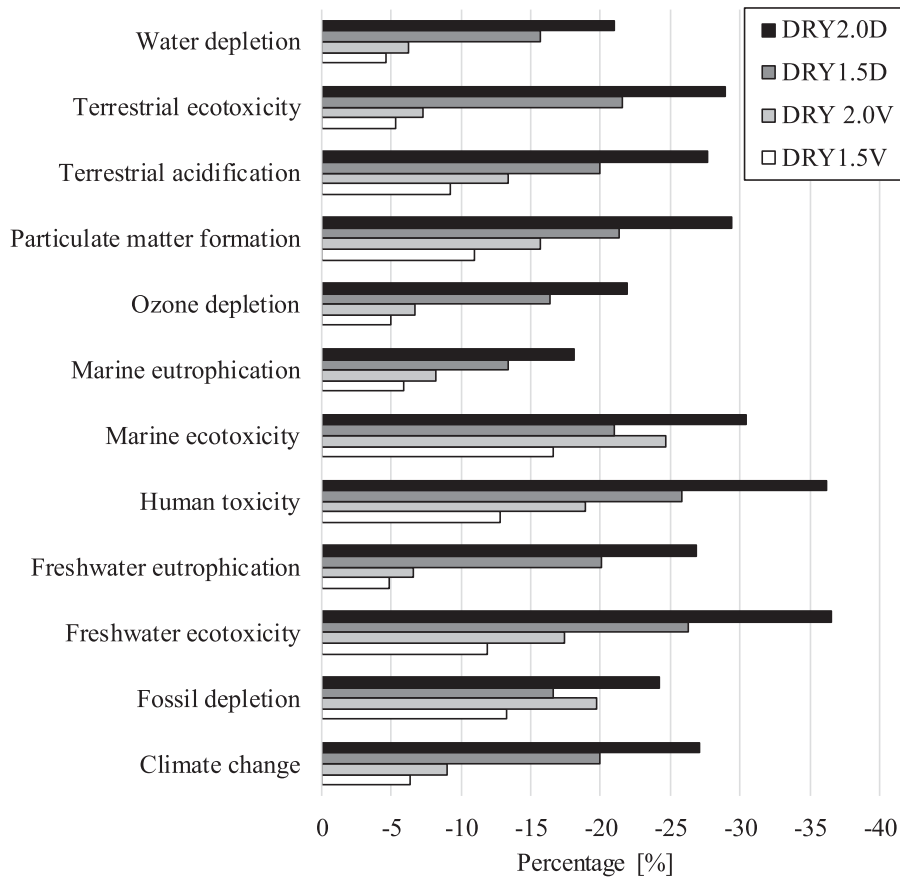 DRY2.0D
DRY1.5D
DRY 2.0V
DRY1.5V
Water depletion
Terrestrial ecotoxicity
Terrestrial acidification
Particulate matter formation
Ozone depletion
Marine eutrophication
Marine ecotoxicity
Human toxicity
Freshwater eutrophication
Freshwater ecotoxicity
Fossil depletion
Climate change
0 -5 -10 -15 -20 -25 -30 -35 -40
Percentage [%]